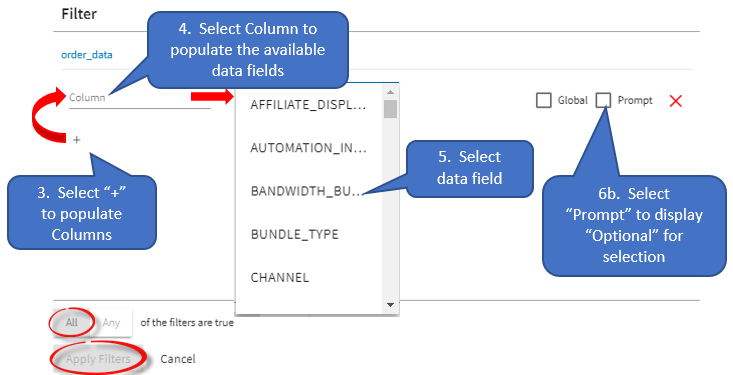 Filter
4. Select Column to
populate the available
data fields
order_data
Column
AFFILIATE_DISPL...
Global
Prompt
+
AUTOMATION_IN...
5. Select
data field
3. Select “+”
to populate
Columns
BANDWIDTH_BU...
6b. Select
“Prompt” to display
“Optional” for
selection
BUNDLE_TYPE
CHANNEL
All
Any
of the filters are true
Apply Filters
Cancel